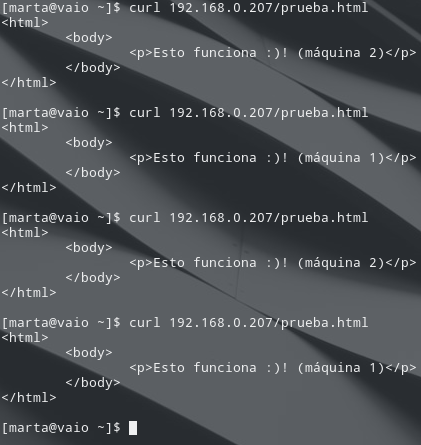 [marta@vaio ~]$ curl 192.168.0.207/prueba.html
<html>
        <body>
                <p>Esto funciona :)! (máquina 2)</p>
        </body>
</html>

[marta@vaio ~]$ curl 192.168.0.207/prueba.html
<html>
        <body>
                <p>Esto funciona :)! (máquina 1)</p>
        </body>
</html>

[marta@vaio ~]$ curl 192.168.0.207/prueba.html
<html>
        <body>
                <p>Esto funciona :)! (máquina 2)</p>
        </body>
</html>

[marta@vaio ~]$ curl 192.168.0.207/prueba.html
<html>
        <body>
                <p>Esto funciona :)! (máquina 1)</p>
        </body>
</html>

[marta@vaio ~]$